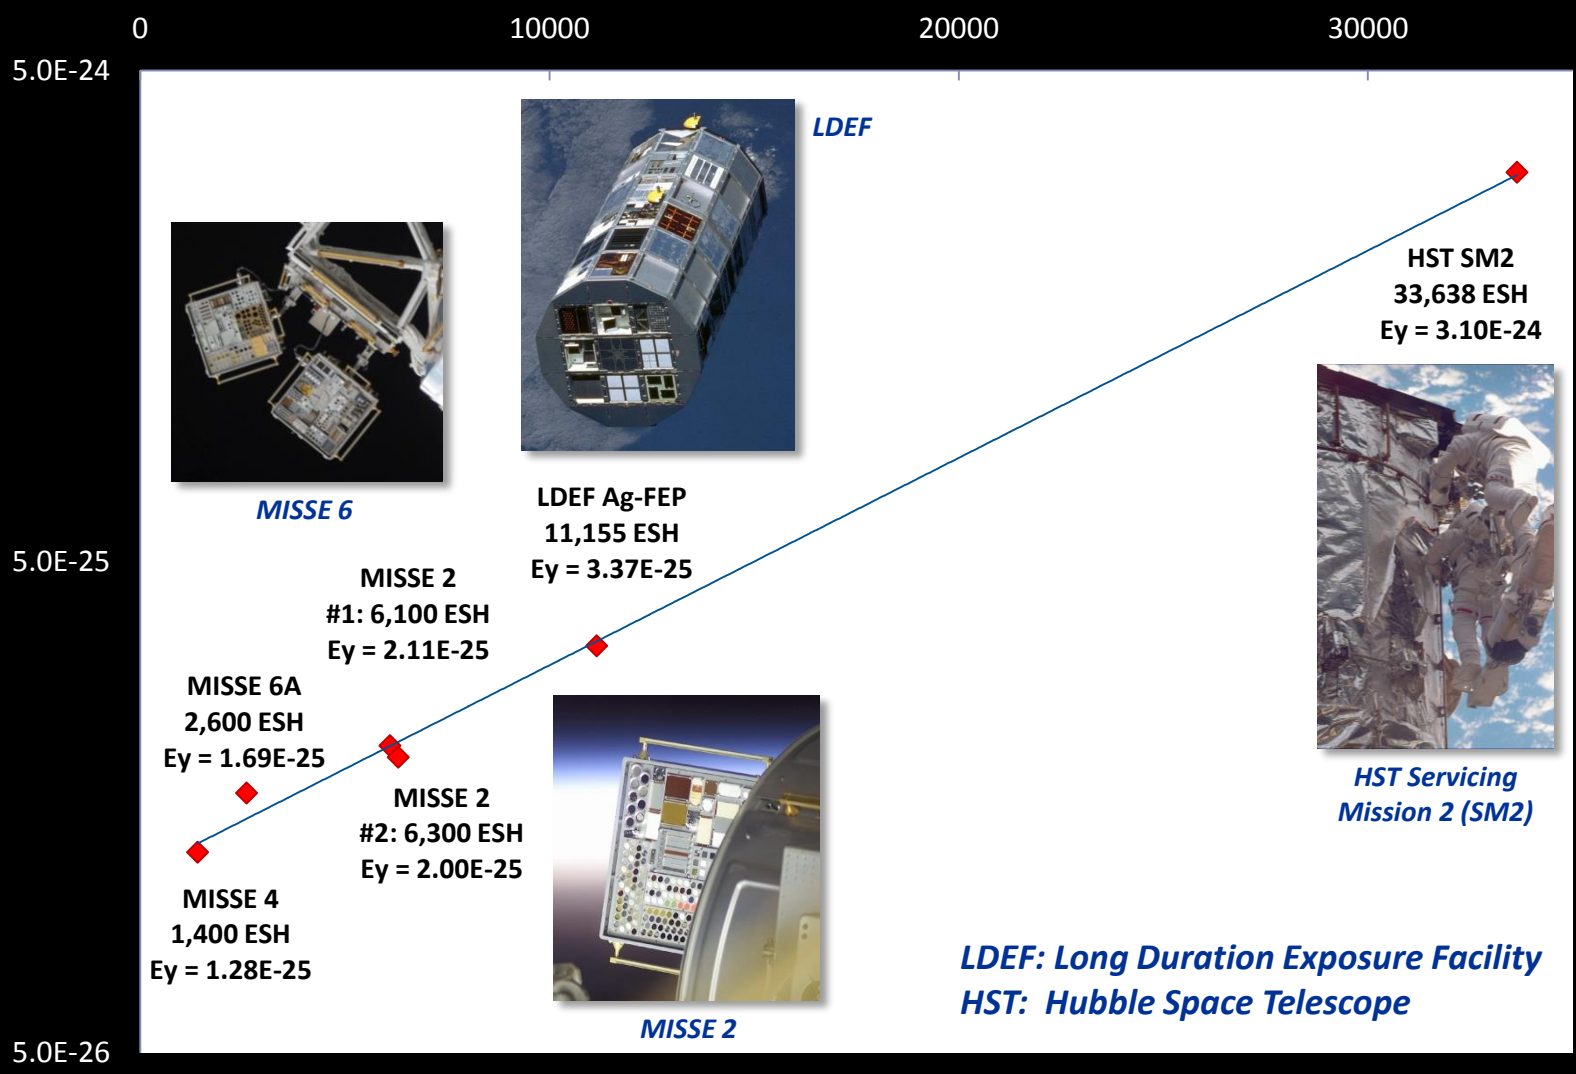 0
10000
20000
30000
5.0E-24
LDEF
HST SM2
33,638 ESH
Ey = 3.10E-24
MISSE 6
LDEF Ag-FEP
11,155 ESH
Ey = 3.37E-25
5.0E-25
MISSE 2
#1: 6,100 ESH
Ey = 2.11E-25
MISSE 6A
2,600 ESH
Ey = 1.69E-25
MISSE 2
#2: 6,300 ESH
Ey = 2.00E-25
HST Servicing
Mission 2 (SM2)
MISSE 4
1,400 ESH
Ey = 1.28E-25
MISSE 2
LDEF: Long Duration Exposure Facility
HST: Hubble Space Telescope
5.0E-26